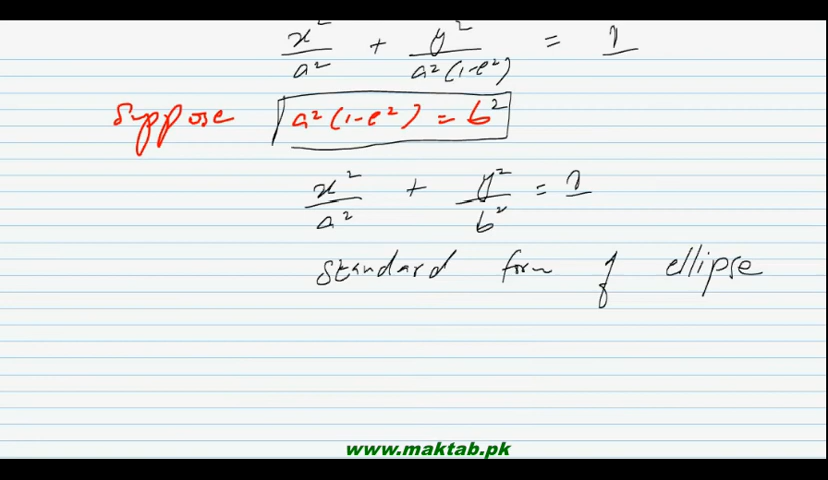 x²/a² + y²/a²(1-e²) = 1
Suppose a²(1-e²) = b²
x²/a² + y²/b² = 1
standard form of ellipse
www.maktab.pk